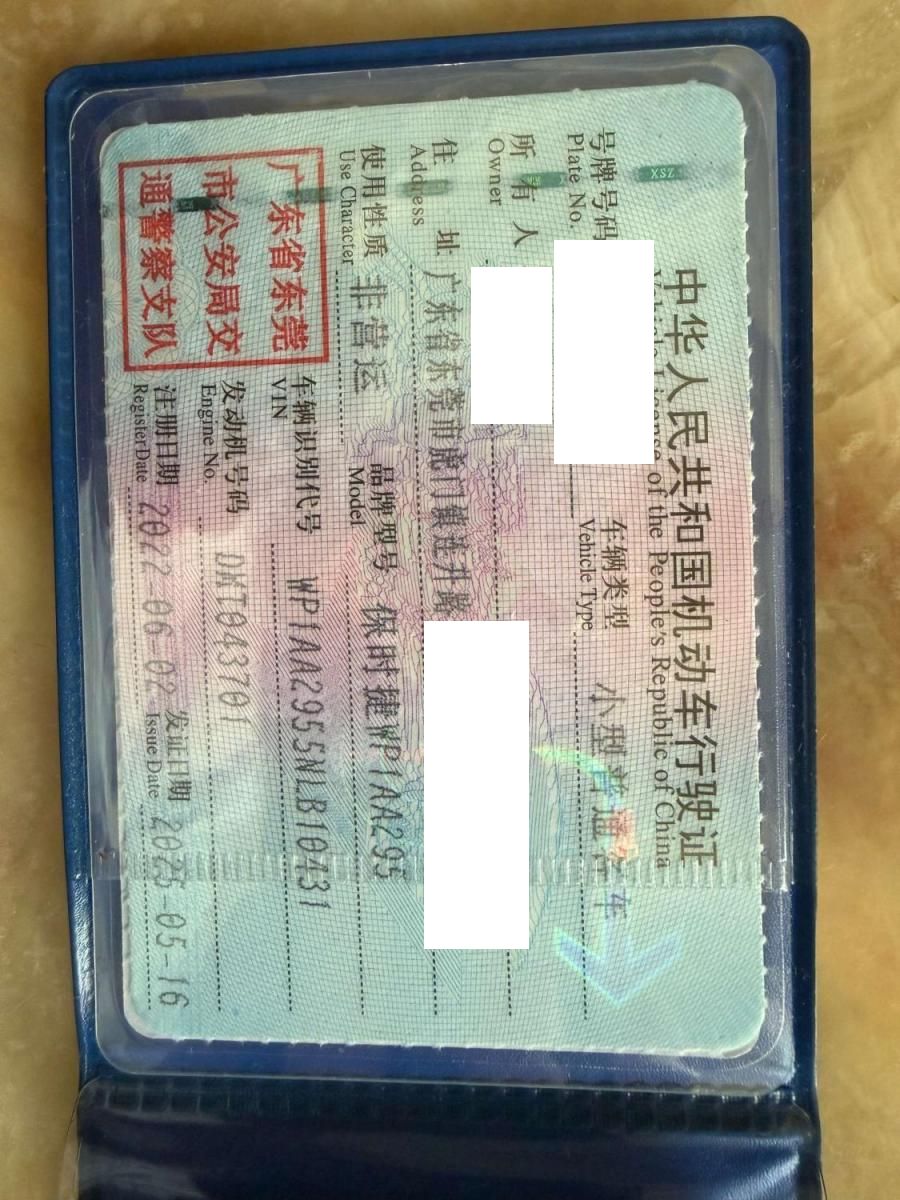 中华人民共和国机动车行驶证
Vehicle License of the People's Republic of China
号牌号码
Plate No.
车辆类型
Vehicle Type
小型普通客车
所有人
Owner
住址
Address
广东省东莞市虎门镇连升路
使用性质
Use Character
非营运
品牌型号
Model
保时捷WP1AA295
广东省东莞
市公安局交
通警察支队
车辆识别代号
VIN
WP1AA2955NLB10431
发动机号码
Engine No.
DMT043701
注册日期
Register Date
2022-06-02
发证日期
Issue Date
2025-05-16
ZSX